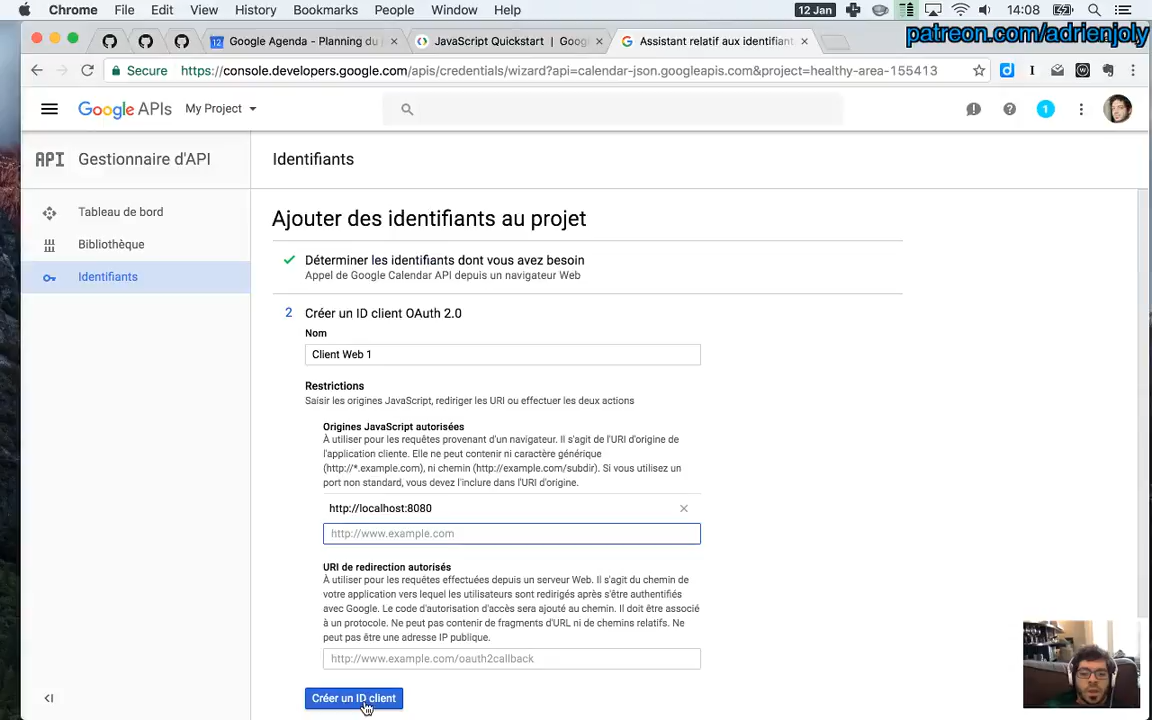 Chrome File Edit View History Bookmarks People Window Help 12 Jan 14:08
patreon.com/adrienjoly
Google Agenda - Planning du
JavaScript Quickstart | Goog
Assistant relatif aux identifiant
Secure https://console.developers.google.com/apis/credentials/wizard?api=calendar-json.googleapis.com&project=healthy-area-155413
Google APIs My Project 1
API Gestionnaire d'API
Identifiants
Tableau de bord
Bibliothèque
Identifiants
Ajouter des identifiants au projet
Déterminer les identifiants dont vous avez besoin
Appel de Google Calendar API depuis un navigateur Web
2 Créer un ID client OAuth 2.0
Nom
Client Web 1
Restrictions
Saisir les origines JavaScript, rediriger les URI ou effectuer les deux actions
Origines JavaScript autorisées
À utiliser pour les requêtes provenant d'un navigateur. Il s'agit de l'URI d'origine de
l'application cliente. Elle ne peut contenir ni caractère générique
(http://*.example.com), ni chemin (http://example.com/subdir). Si vous utilisez un
port non standard, vous devez l'inclure dans l'URI d'origine.
http://localhost:8080
http://www.example.com
URI de redirection autorisés
À utiliser pour les requêtes effectuées depuis un serveur Web. Il s'agit du chemin de
votre application vers lequel les utilisateurs sont redirigés après s'être authentifiés
avec Google. Le code d'autorisation d'accès sera ajouté au chemin. Il doit être associé
à un protocole. Ne peut pas contenir de fragments d'URL ni de chemins relatifs. Ne
peut pas être une adresse IP publique.
http://www.example.com/oauth2callback
Créer un ID client